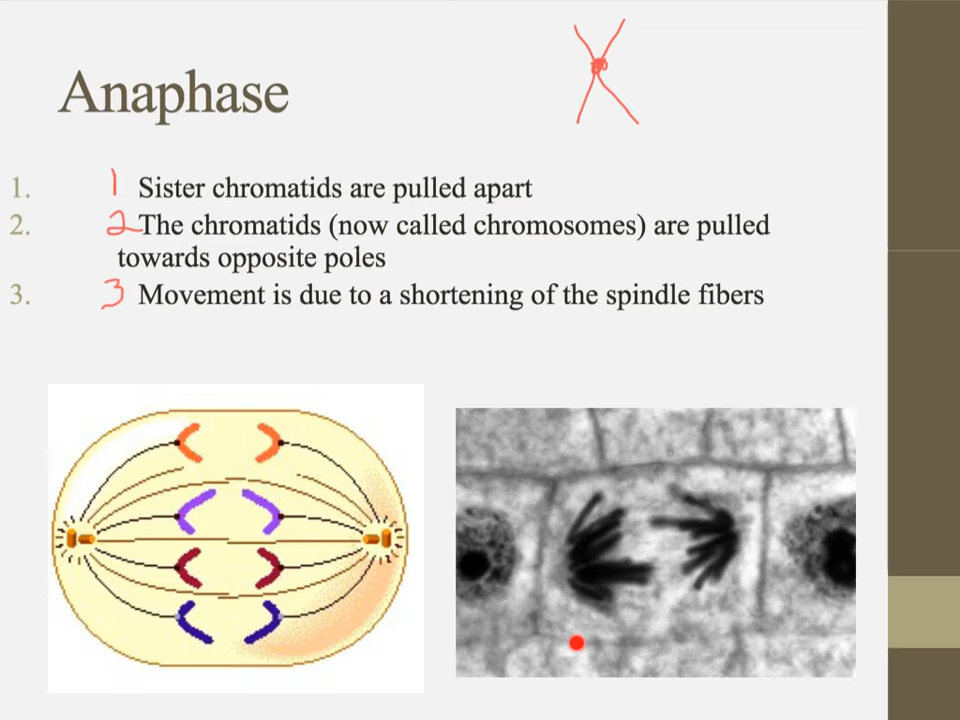 Anaphase
1. 1 Sister chromatids are pulled apart
2. 2 The chromatids (now called chromosomes) are pulled
towards opposite poles
3. 3 Movement is due to a shortening of the spindle fibers